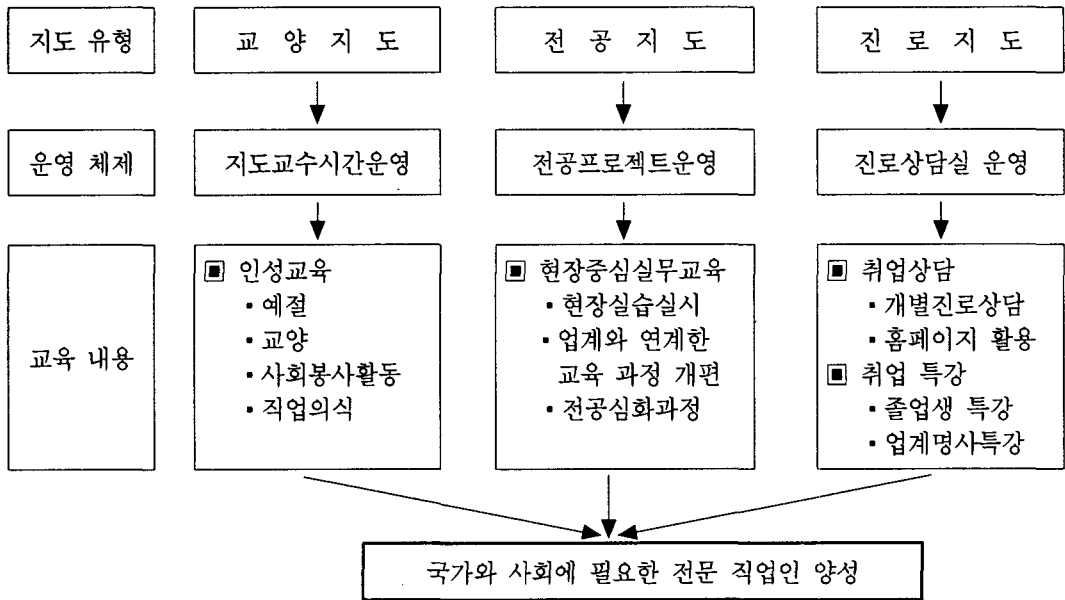 지도 유형
교 양 지 도
전 공 지 도
진 로 지 도
운영 체제
지도교수시간운영
전공프로젝트운영
진로상담실 운영
교육 내용
▣ 인성교육
▪ 예절
▪ 교양
▪ 사회봉사활동
▪ 직업의식
▣ 현장중심실무교육
▪ 현장실습실시
▪ 업계와 연계한
교육 과정 개편
▪ 전공심화과정
▣ 취업상담
▪ 개별진로상담
▪ 홈페이지 활용
▣ 취업 특강
▪ 졸업생 특강
▪ 업계명사특강
국가와 사회에 필요한 전문 직업인 양성